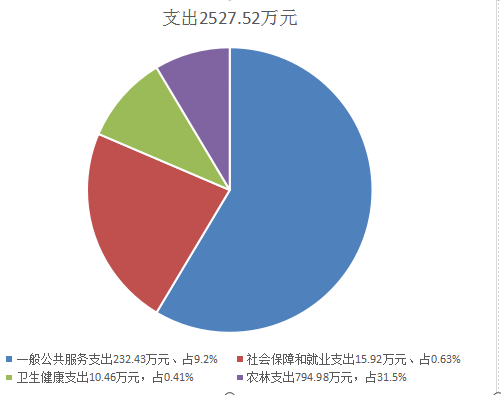 支出2527.52万元
一般公共服务支出232.43万元、占9.2% 社会保障和就业支出15.92万元、占0.63%
卫生健康支出10.46万元，占0.41% 农林支出794.98万元，占31.5%